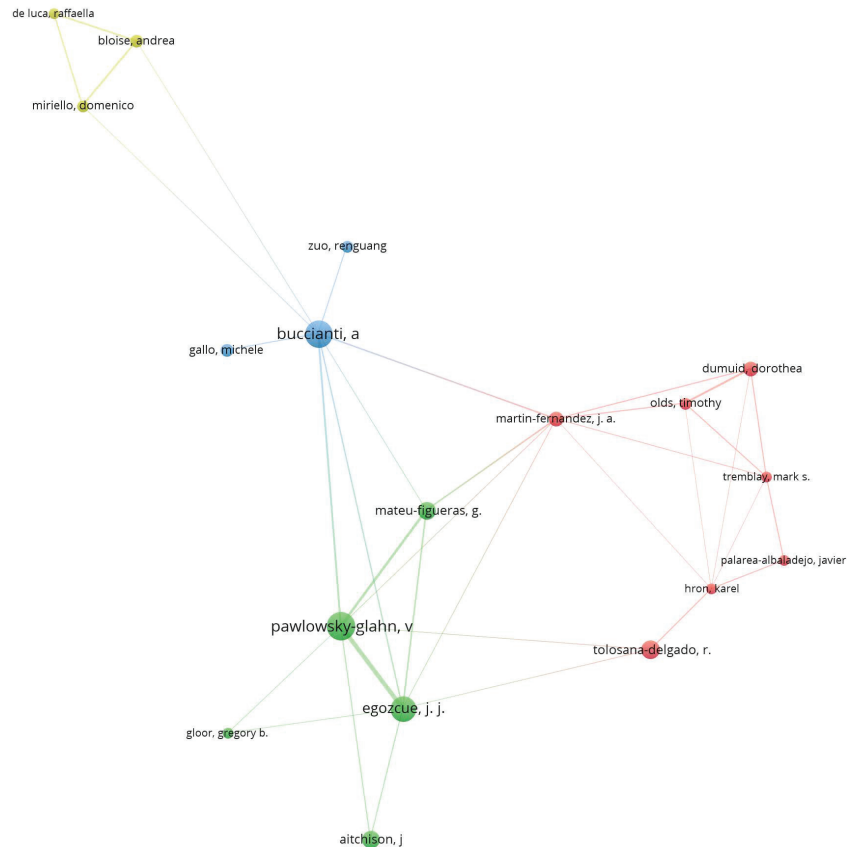 de luca, raffaella
bloise, andrea
miriello, domenico
zuo, renguang
buccianti, a
gallo, michele
dumuid, dorothea
olds, timothy
martin-fernandez, j. a.
tremblay, mark s.
mateu-figueras, g.
palarea-albaladejo, javier
hron, karel
pawlowsky-glahn, v
tolosana-delgado, r.
egozcue, j. j.
gloor, gregory b.
aitchison, j